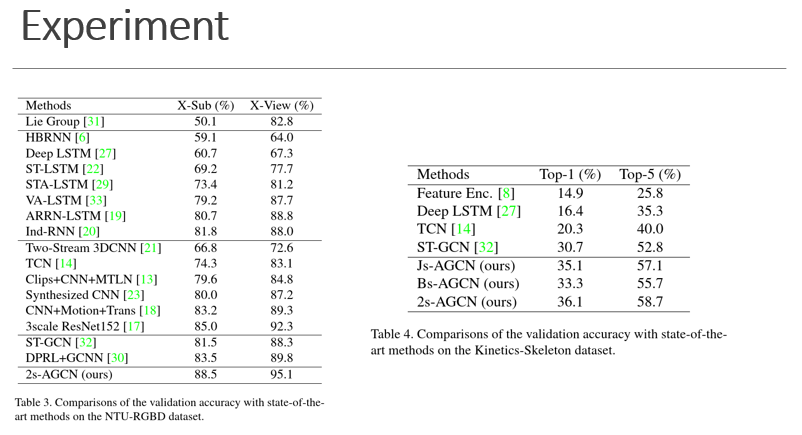 Experiment
Methods X-Sub (%) X-View (%)
Lie Group [31] 50.1 82.8
HBRNN [6] 59.1 64.0
Deep LSTM [27] 60.7 67.3
ST-LSTM [22] 69.2 77.7
STA-LSTM [29] 73.4 81.2
VA-LSTM [33] 79.2 87.7
ARRN-LSTM [19] 80.7 88.8
Ind-RNN [20] 81.8 88.0
Two-Stream 3DCNN [21] 66.8 72.6
TCN [14] 74.3 83.1
Clips+CNN+MTLN [13] 79.6 84.8
Synthesized CNN [23] 80.0 87.2
CNN+Motion+Trans [18] 83.2 89.3
3scale ResNet152 [17] 85.0 92.3
ST-GCN [32] 81.5 88.3
DPRL+GCNN [30] 83.5 89.8
2s-AGCN (ours) 88.5 95.1
Table 3. Comparisons of the validation accuracy with state-of-the-
art methods on the NTU-RGBD dataset.
Methods Top-1 (%) Top-5 (%)
Feature Enc. [8] 14.9 25.8
Deep LSTM [27] 16.4 35.3
TCN [14] 20.3 40.0
ST-GCN [32] 30.7 52.8
Js-AGCN (ours) 35.1 57.1
Bs-AGCN (ours) 33.3 55.7
2s-AGCN (ours) 36.1 58.7
Table 4. Comparisons of the validation accuracy with state-of-the-
art methods on the Kinetics-Skeleton dataset.